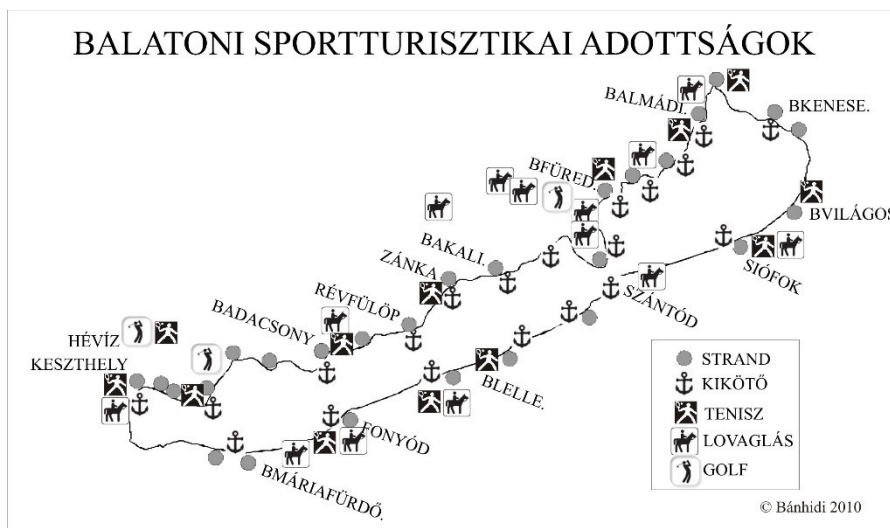 BALATONI SPORTTURISZTIKAI ADOTTSÁGOK
BALMÁDI.
BKENESE.
BFÜRED
BVILÁGOS
BAKALI.
SIÓFOK
ZÁNKA
SZÁNTÓD
RÉVFÜLÖP
BADACSONY
HÉVÍZ
KESZTHELY
BLELLE.
FONYÓD
BMÁRIAFÜRDŐ.
STRAND
KIKÖTŐ
TENISZ
LOVAGLÁS
GOLF
© Bánhidi 2010